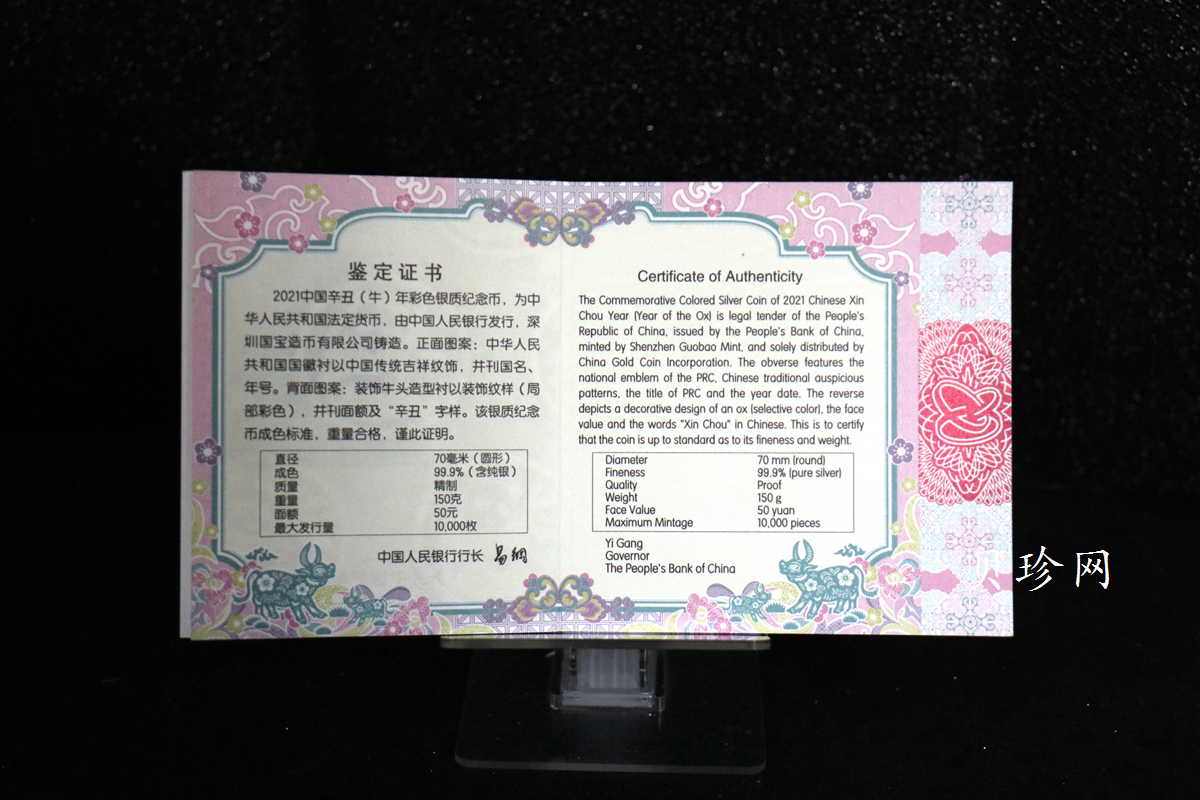 鉴定证书
2021中国辛丑（牛）年彩色银质纪念币，为中
华人民共和国法定货币，由中国人民银行发行，深
圳国宝造币有限公司铸造。正面图案：中华人民
共和国国徽衬以中国传统吉祥纹饰，并刊国名、
年号。背面图案：装饰牛头造型衬以装饰纹样（局
部彩色），并刊面额及“辛丑”字样。该银质纪念
币成色标准，重量合格，谨此证明。
直径 70毫米（圆形）
成色 99.9%（含纯银）
质量 精制
重量 150克
面额 50元
最大发行量 10,000枚
中国人民银行行长 易纲
Certificate of Authenticity
The Commemorative Colored Silver Coin of 2021 Chinese Xin
Chou Year (Year of the Ox) is legal tender of the People's
Republic of China, issued by the People's Bank of China,
minted by Shenzhen Guobao Mint, and solely distributed by
China Gold Coin Incorporation. The obverse features the
national emblem of the PRC, Chinese traditional auspicious
patterns, the title of PRC and the year date. The reverse
depicts a decorative design of an ox (selective color), the face
value and the words "Xin Chou" in Chinese. This is to certify
that the coin is up to standard as to its fineness and weight.
Diameter 70 mm (round)
Fineness 99.9% (pure silver)
Quality Proof
Weight 150 g
Face Value 50 yuan
Maximum Mintage 10,000 pieces
Yi Gang
Governor
The People's Bank of China
珍网